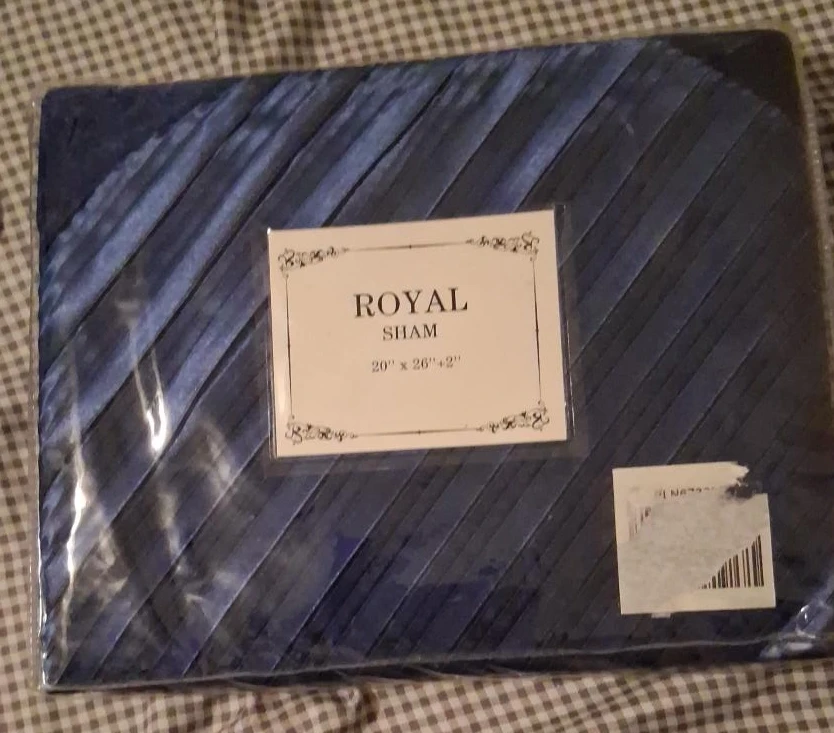 ROYAL
SHAM
20" x 26"+2"